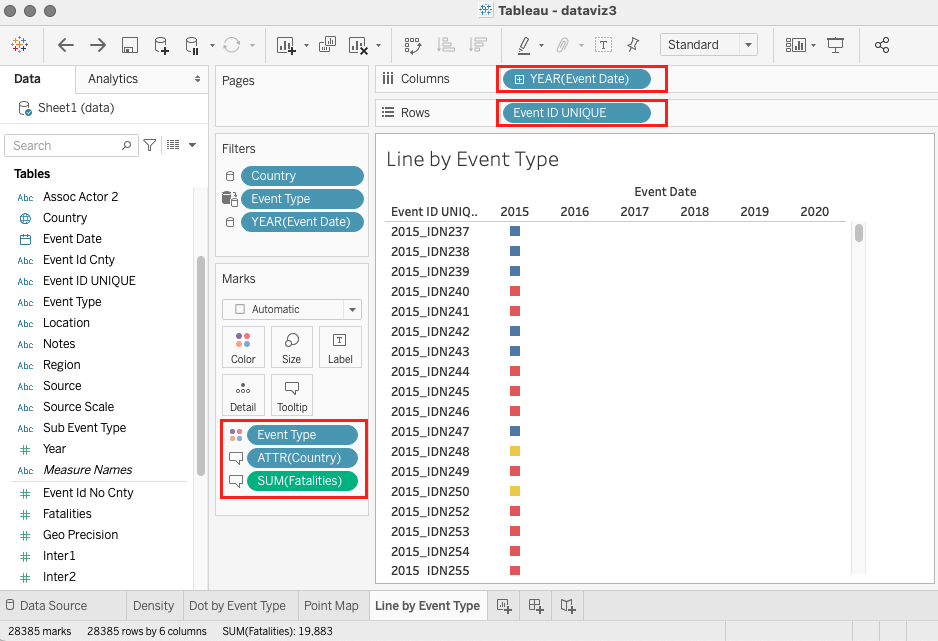 Tableau - dataviz3
Standard
Data
Analytics
Sheet1 (data)
Search
Tables
Abc Assoc Actor 2
Country
Event Date
Abc Event Id Cnty
Abc Event ID UNIQUE
Abc Event Type
Abc Location
Abc Notes
Abc Region
Abc Source
Abc Source Scale
Abc Sub Event Type
Year
Abc Measure Names
Event Id No Cnty
Fatalities
Geo Precision
Inter1
Inter2
Pages
Filters
Country
Event Type
YEAR(Event Date)
Marks
Automatic
Color
Size
Label
Detail
Tooltip
Event Type
ATTR(Country)
SUM(Fatalities)
Columns
YEAR(Event Date)
Rows
Event ID UNIQUE
Line by Event Type
Event Date
Event ID UNIQ.. 2015 2016 2017 2018 2019 2020
2015_IDN237
2015_IDN238
2015_IDN239
2015_IDN240
2015_IDN241
2015_IDN242
2015_IDN243
2015_IDN244
2015_IDN245
2015_IDN246
2015_IDN247
2015_IDN248
2015_IDN249
2015_IDN250
2015_IDN252
2015_IDN253
2015_IDN254
2015_IDN255
Data Source
Density
Dot by Event Type
Point Map
Line by Event Type
28385 marks 28385 rows by 6 columns SUM(Fatalities): 19,883